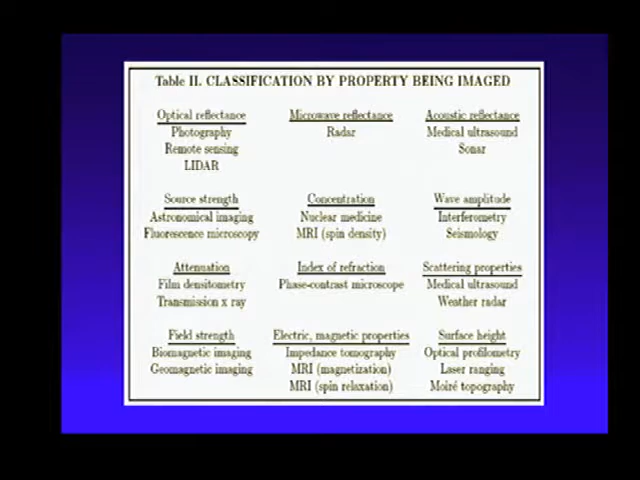 Table II. CLASSIFICATION BY PROPERTY BEING IMAGED
Optical reflectance
Photography
Remote sensing
LIDAR
Microwave reflectance
Radar
Acoustic reflectance
Medical ultrasound
Sonar
Source strength
Astronomical imaging
Fluorescence microscopy
Concentration
Nuclear medicine
MRI (spin density)
Wave amplitude
Interferometry
Seismology
Attenuation
Film densitometry
Transmission x ray
Index of refraction
Phase-contrast microscope
Scattering properties
Medical ultrasound
Weather radar
Field strength
Biomagnetic imaging
Geomagnetic imaging
Electric, magnetic properties
Impedance tomography
MRI (magnetization)
MRI (spin relaxation)
Surface height
Optical profilometry
Laser ranging
Moiré topography